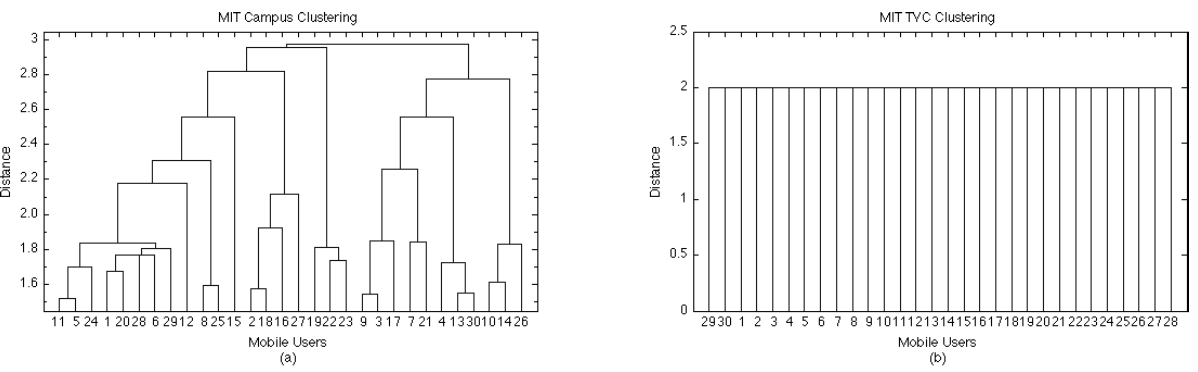 MIT Campus Clustering
3
2.8
2.6
2.4
2.2
2.0
1.8
1.6
Distance
11 5 24 1 20 28 6 29 12 8 25 15 2 18 16 27 19 22 23 9 3 17 7 21 4 13 30 10 14 26
Mobile Users
(a)
MIT TVC Clustering
2.5
2
1.5
1
0.5
0
Distance
29 30 1 2 3 4 5 6 7 8 9 10 11 12 13 14 15 16 17 18 19 20 21 22 23 24 25 26 27 28
Mobile Users
(b)